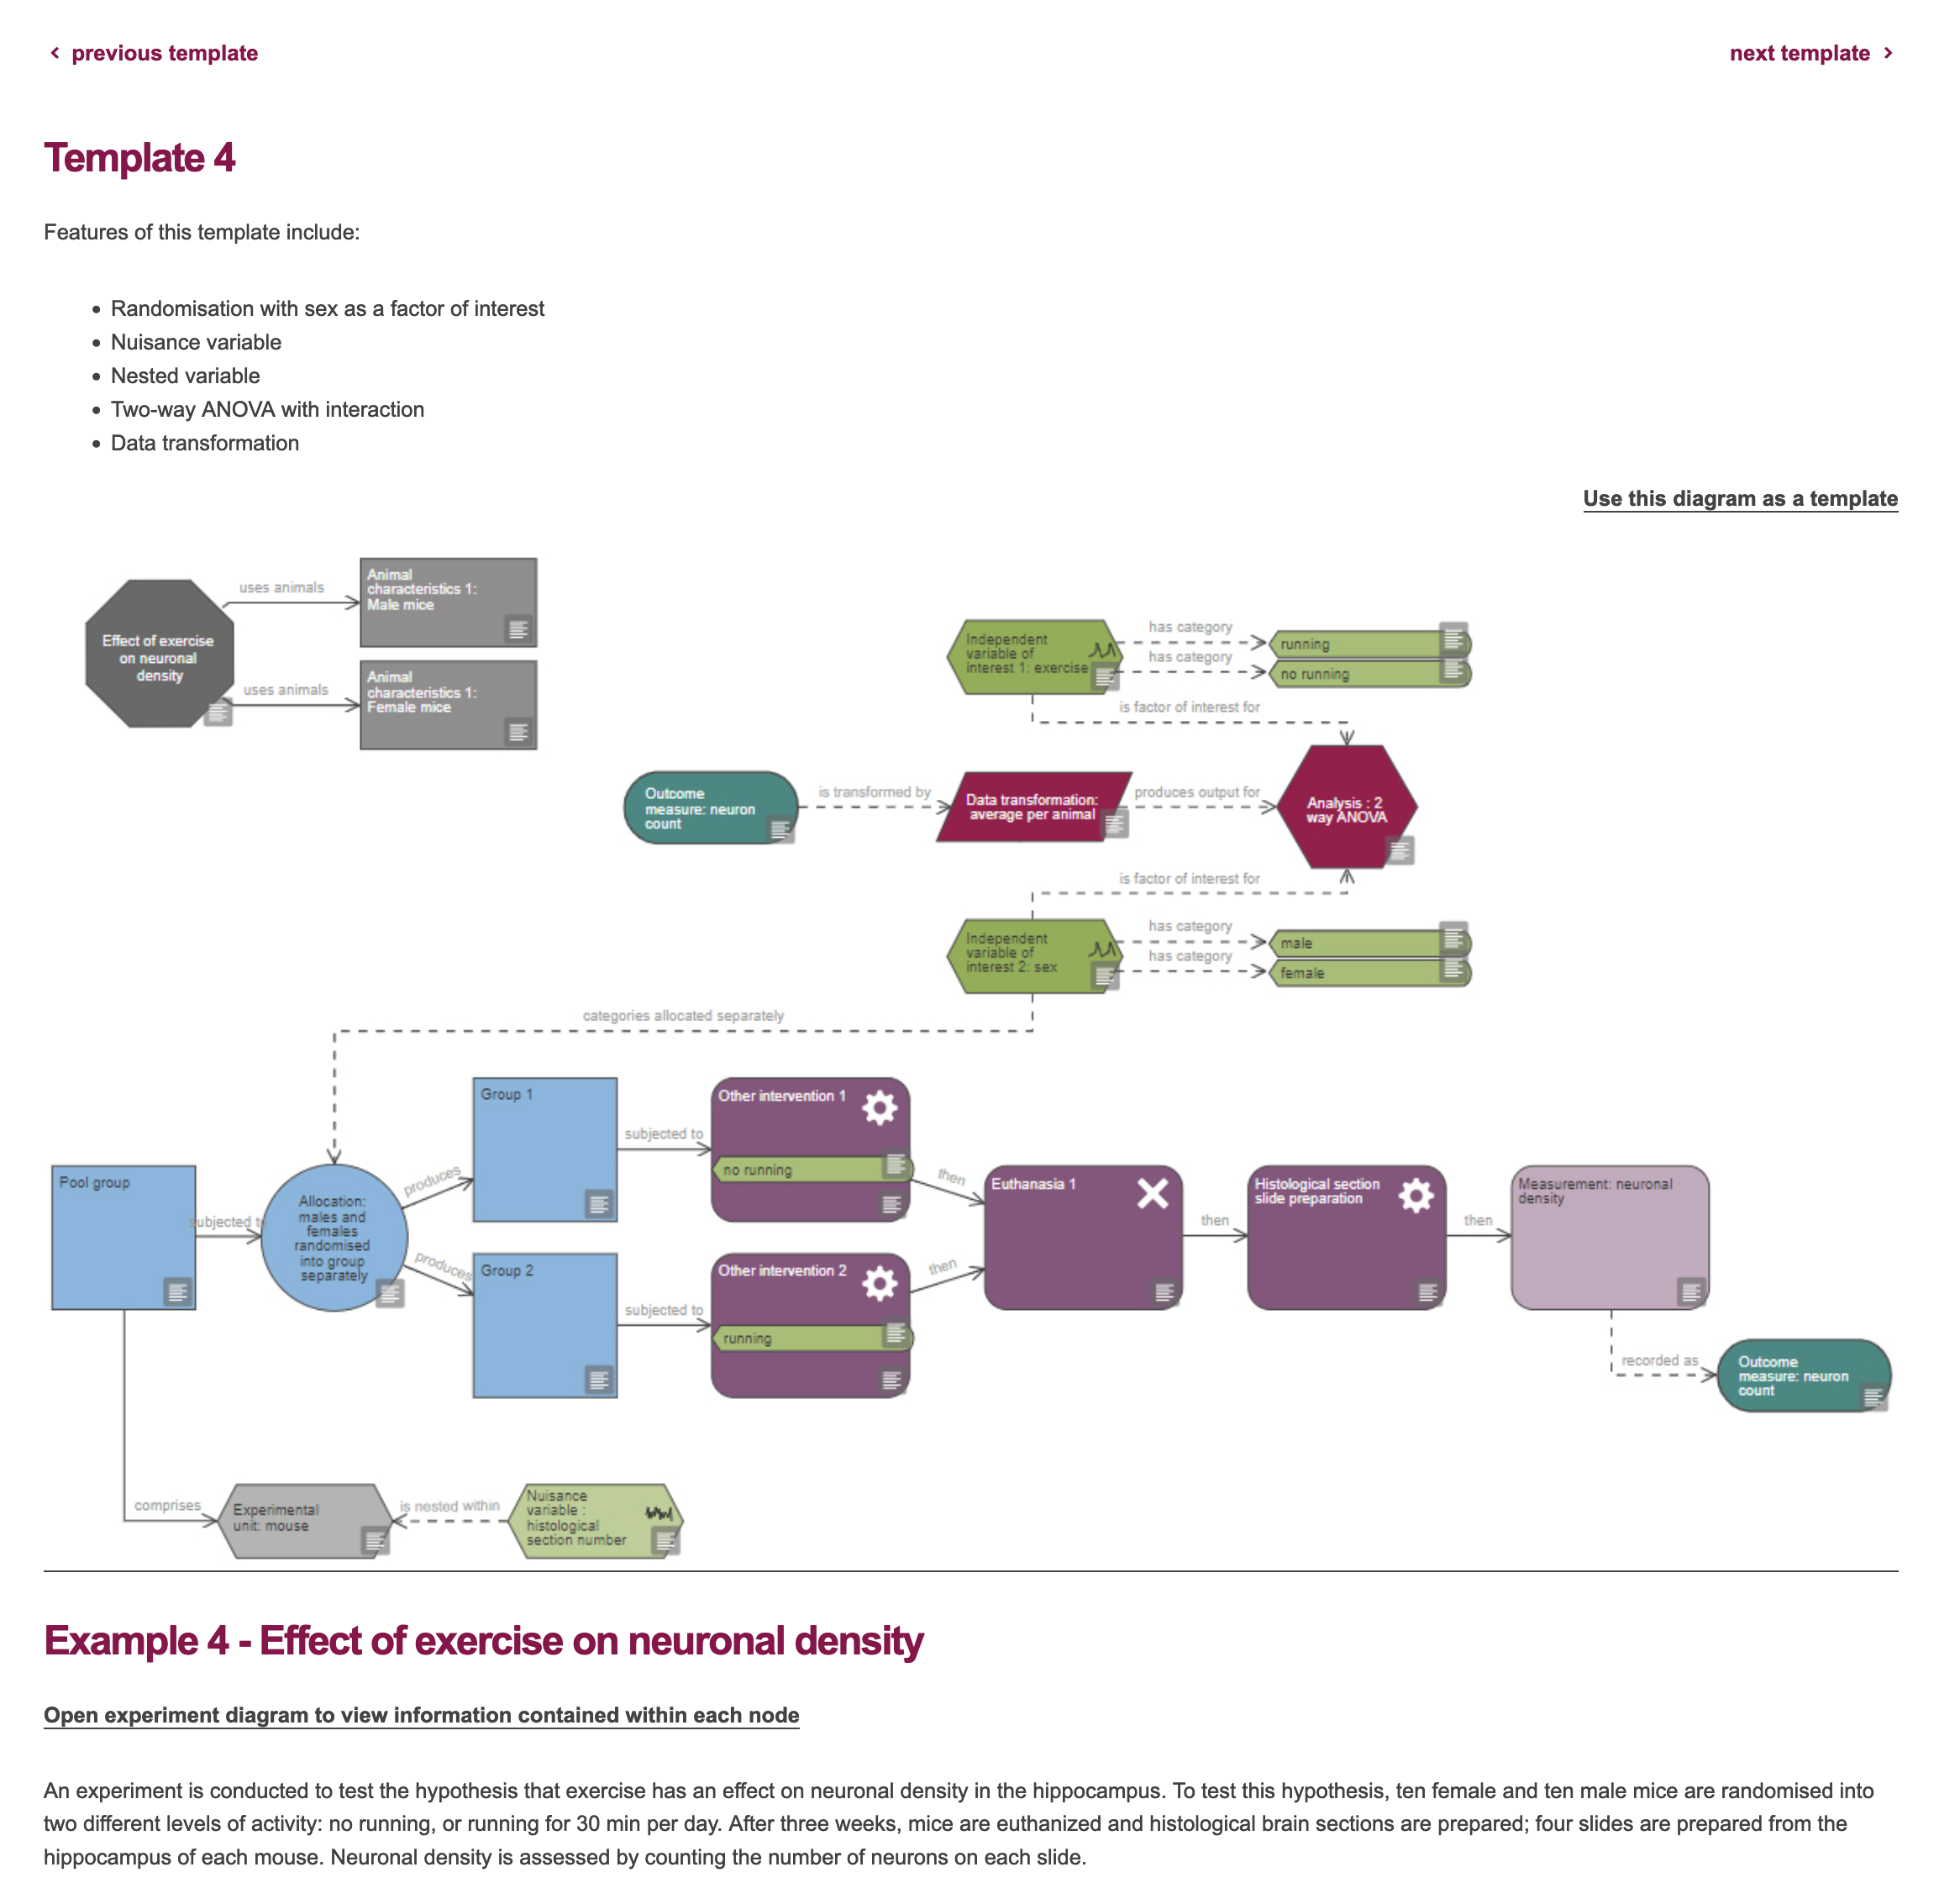 previous template
next template
Template 4
Features of this template include:
Randomisation with sex as a factor of interest
Nuisance variable
Nested variable
Two-way ANOVA with interaction
Data transformation
Use this diagram as a template
Effect of exercise
on neuronal
density
uses animals
Animal
characteristics 1:
Male mice
uses animals
Animal
characteristics 1:
Female mice
Independent
variable of
interest 1: exercise
has category
running
has category
no running
is factor of interest for
Outcome
measure: neuron
count
is transformed by
Data transformation:
average per animal
produces output for
Analysis : 2
way ANOVA
is factor of interest for
Independent
variable of
interest 2: sex
has category
male
has category
female
categories allocated separately
Pool group
subjected to
Allocation:
males and
females
randomised
into group
separately
produces
Group 1
subjected to
Other intervention 1
no running
then
produces
Group 2
subjected to
Other intervention 2
running
then
Euthanasia 1
then
Histological section
slide preparation
then
Measurement: neuronal
density
recorded as
Outcome
measure: neuron
count
comprises
Experimental
unit: mouse
is nested within
Nuisance
variable :
histological
section number
Example 4 - Effect of exercise on neuronal density
Open experiment diagram to view information contained within each node
An experiment is conducted to test the hypothesis that exercise has an effect on neuronal density in the hippocampus. To test this hypothesis, ten female and ten male mice are randomised into
two different levels of activity: no running, or running for 30 min per day. After three weeks, mice are euthanized and histological brain sections are prepared; four slides are prepared from the
hippocampus of each mouse. Neuronal density is assessed by counting the number of neurons on each slide.